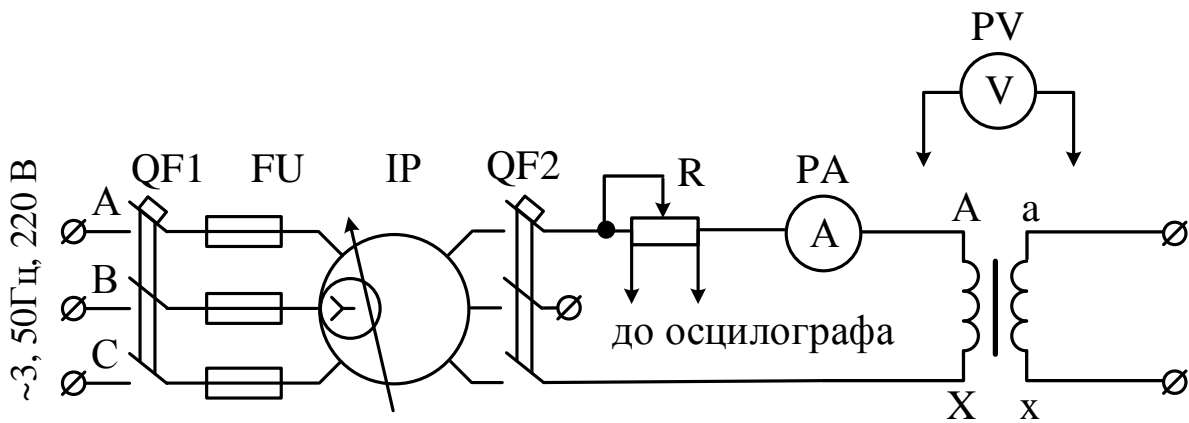 PV
V
QF1 FU IP QF2 R PA
~3, 50Гц, 220 В
A
A
A a
B
до осцилографа
C
X x